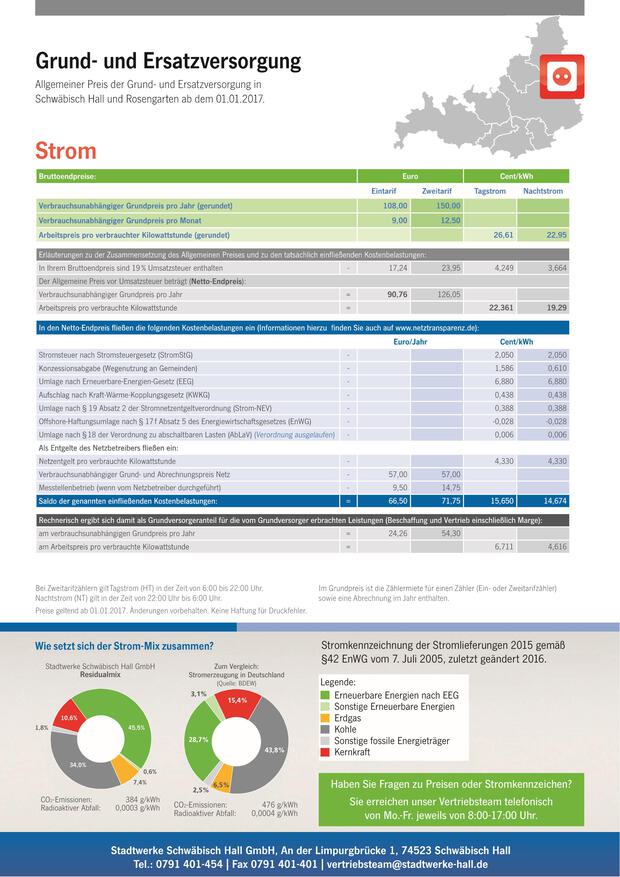 Grund- und Ersatzversorgung
Allgemeiner Preis der Grund- und Ersatzversorgung in
Schwäbisch Hall und Rosengarten ab dem 01.01.2017.
Strom
Bruttoendpreise: Euro Cent/kWh
Eintarif Zweitarif Tagstrom Nachtstrom
Verbrauchsunabhängiger Grundpreis pro Jahr (gerundet) 108,00 150,00
Verbrauchsunabhängiger Grundpreis pro Monat 9,00 12,50
Arbeitspreis pro verbrauchter Kilowattstunde (gerundet) 26,61 22,95
Erläuterungen zu der Zusammensetzung des Allgemeinen Preises und zu den tatsächlich einfließenden Kostenbelastungen:
In Ihrem Bruttoendpreis sind 19 % Umsatzsteuer enthalten - 17,24 23,95 4,249 3,664
Der Allgemeine Preis vor Umsatzsteuer beträgt (Netto-Endpreis):
Verbrauchsunabhängiger Grundpreis pro Jahr = 90,76 126,05
Arbeitspreis pro verbrauchte Kilowattstunde = 22,361 19,29
In den Netto-Endpreis fließen die folgenden Kostenbelastungen ein (Informationen hierzu finden Sie auch auf www.netztransparenz.de):
Euro/Jahr Cent/kWh
Stromsteuer nach Stromsteuergesetz (StromStG) - 2,050 2,050
Konzessionsabgabe (Wegenutzung an Gemeinden) - 1,586 0,610
Umlage nach Erneuerbare-Energien-Gesetz (EEG) - 6,880 6,880
Aufschlag nach Kraft-Wärme-Kopplungsgesetz (KWKG) - 0,438 0,438
Umlage nach § 19 Absatz 2 der Stromnetzentgeltverordnung (Strom-NEV) - 0,388 0,388
Offshore-Haftungsumlage nach § 17 f Absatz 5 des Energiewirtschaftsgesetzes (EnWG) - -0,028 -0,028
Umlage nach § 18 der Verordnung zu abschaltbaren Lasten (AbLaV) (Verordnung ausgelaufen) - 0,006 0,006
Als Entgelte des Netzbetreibers fließen ein:
Netzentgelt pro verbrauchte Kilowattstunde - 4,330 4,330
Verbrauchsunabhängiger Grund- und Abrechnungspreis Netz - 57,00 57,00
Messtellenbetrieb (wenn vom Netzbetreiber durchgeführt) - 9,50 14,75
Saldo der genannten einfließenden Kostenbelastungen: = 66,50 71,75 15,650 14,674
Rechnerisch ergibt sich damit als Grundversorgeranteil für die vom Grundversorger erbrachten Leistungen (Beschaffung und Vertrieb einschließlich Marge):
am verbrauchsunabhängigen Grundpreis pro Jahr = 24,26 54,30
am Arbeitspreis pro verbrauchte Kilowattstunde = 6,711 4,616
Bei Zweitarifzählern gilt Tagstrom (HT) in der Zeit von 6:00 bis 22:00 Uhr.
Nachtstrom (NT) gilt in der Zeit von 22:00 Uhr bis 6:00 Uhr.
Preise geltend ab 01.01.2017. Änderungen vorbehalten. Keine Haftung für Druckfehler.
Im Grundpreis ist die Zählermiete für einen Zähler (Ein- oder Zweitarifzähler)
sowie eine Abrechnung im Jahr enthalten.
Wie setzt sich der Strom-Mix zusammen?
Stadtwerke Schwäbisch Hall GmbH
Residualmix
10,6%
45,5%
1,8%
34,0%
0,6%
7,4%
CO₂-Emissionen: 384 g/kWh
Radioaktiver Abfall: 0,0003 g/kWh
Zum Vergleich:
Stromerzeugung in Deutschland
(Quelle: BDEW)
3,1%
15,4%
28,7%
43,8%
2,5%
6,5%
CO₂-Emissionen: 476 g/kWh
Radioaktiver Abfall: 0,0004 g/kWh
Stromkennzeichnung der Stromlieferungen 2015 gemäß
§42 EnWG vom 7. Juli 2005, zuletzt geändert 2016.
Legende:
Erneuerbare Energien nach EEG
Sonstige Erneuerbare Energien
Erdgas
Kohle
Sonstige fossile Energieträger
Kernkraft
Haben Sie Fragen zu Preisen oder Stromkennzeichen?
Sie erreichen unser Vertriebsteam telefonisch
von Mo.-Fr. jeweils von 8:00-17:00 Uhr.
Stadtwerke Schwäbisch Hall GmbH, An der Limpurgbrücke 1, 74523 Schwäbisch Hall
Tel.: 0791 401-454 | Fax 0791 401-401 | vertriebsteam@stadtwerke-hall.de